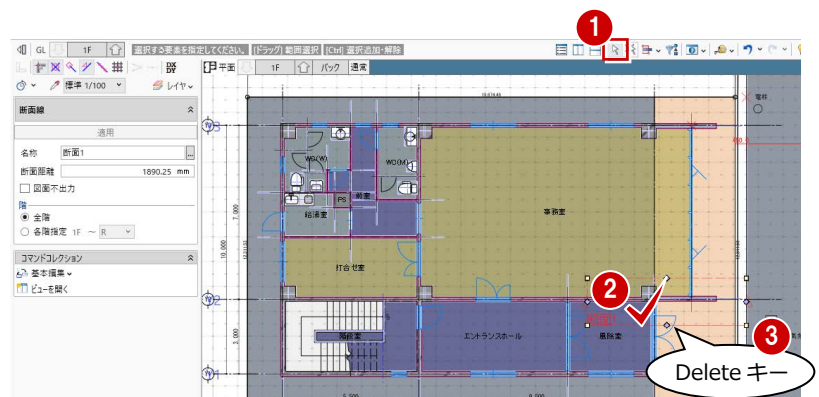 1
GL 1F 選択する要素を指定してください。 [ドラッグ] 範囲選択 [Ctrl] 選択追加・解除
平面 1F バック 通常
標準 1/100 レイヤ
断面線
適用
名称 断面1 ...
断面距離 1890.25 mm
図面不出力
階
全階
各階指定 1F ～ R
コマンドコレクション
基本編集
ビューを開く
電柱
WC(W)
WC(M)
前室
PS
給湯室
事務室
7,000
10,000
打合せ室
2
3
3,000
階段室
エントランスホール
風除室
Delete キー
5,500